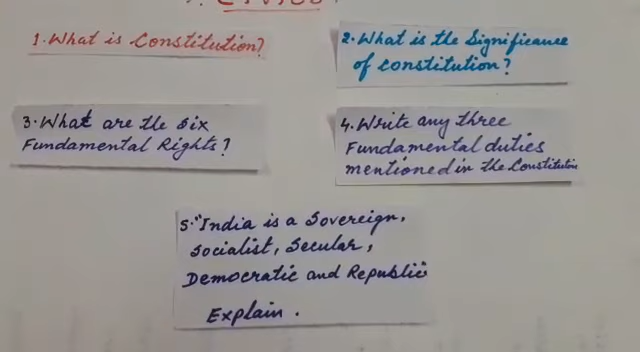 1. What is Constitution?
2. What is the Significance
of constitution?
3. What are the six
Fundamental Rights?
4. Write any three
Fundamental duties
mentioned in the Constitution
5. "India is a Sovereign,
Socialist, Secular,
Democratic and Republic"
Explain.